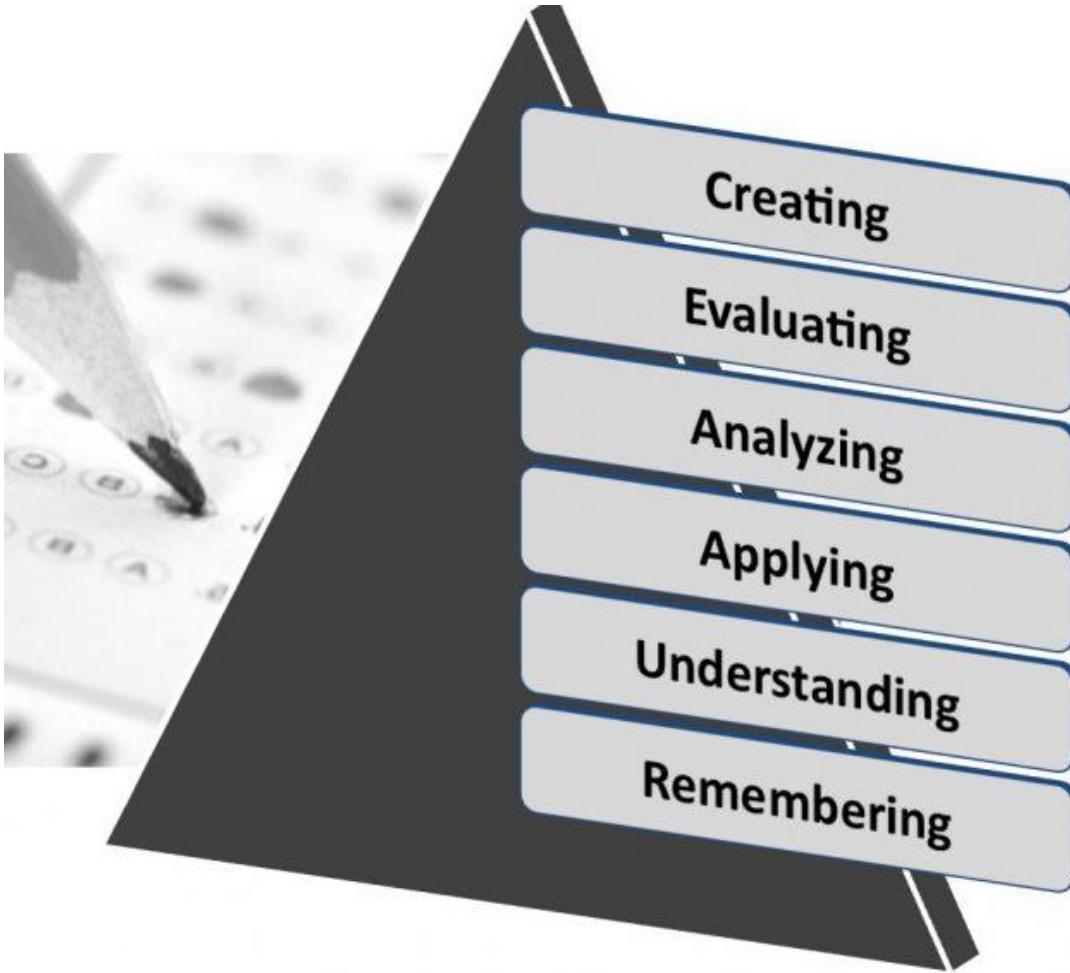 Creating
Evaluating
Analyzing
Applying
Understanding
Remembering